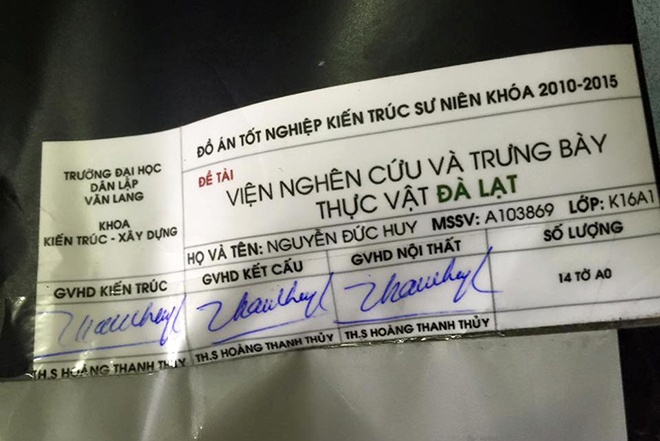 TRƯỜNG ĐẠI HỌC
DÂN LẬP
VĂN LANG
KHOA
KIẾN TRÚC - XÂY DỰNG
ĐỒ ÁN TỐT NGHIỆP KIẾN TRÚC SƯ NIÊN KHÓA 2010-2015
ĐỀ TÀI
VIỆN NGHÊN CỨU VÀ TRƯNG BÀY
THỰC VẬT ĐÀ LẠT
HỌ VÀ TÊN: NGUYỄN ĐỨC HUY MSSV: A103869 LỚP: K16A1
GVHD KIẾN TRÚC
GVHD KẾT CẤU
GVHD NỘI THẤT
SỐ LƯỢNG
14 TỜ A0
TH.S HOÀNG THANH THỦY
TH.S HOÀNG THANH THỦY
TH.S HOÀNG THANH THỦY